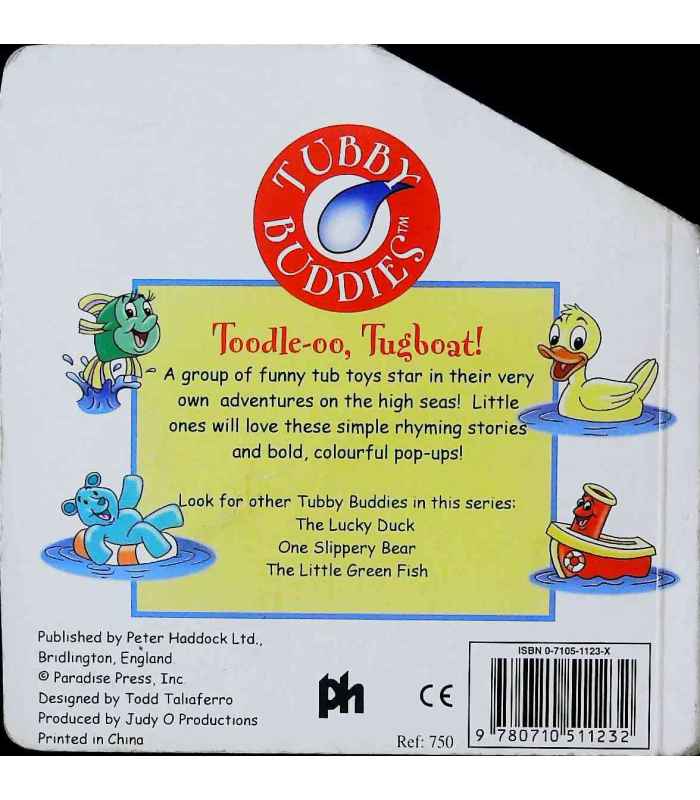 TUBBY
BUDDIES™
Toodle-oo, Tugboat!
A group of funny tub toys star in their very
own adventures on the high seas! Little
ones will love these simple rhyming stories
and bold, colourful pop-ups!
Look for other Tubby Buddies in this series:
The Lucky Duck
One Slippery Bear
The Little Green Fish
Published by Peter Haddock Ltd.,
Bridlington, England
© Paradise Press, Inc.
Designed by Todd Taliaferro
Produced by Judy O Productions
Printed in China
ph
CE
Ref: 750
ISBN 0-7105-1123-X
9 780710 511232